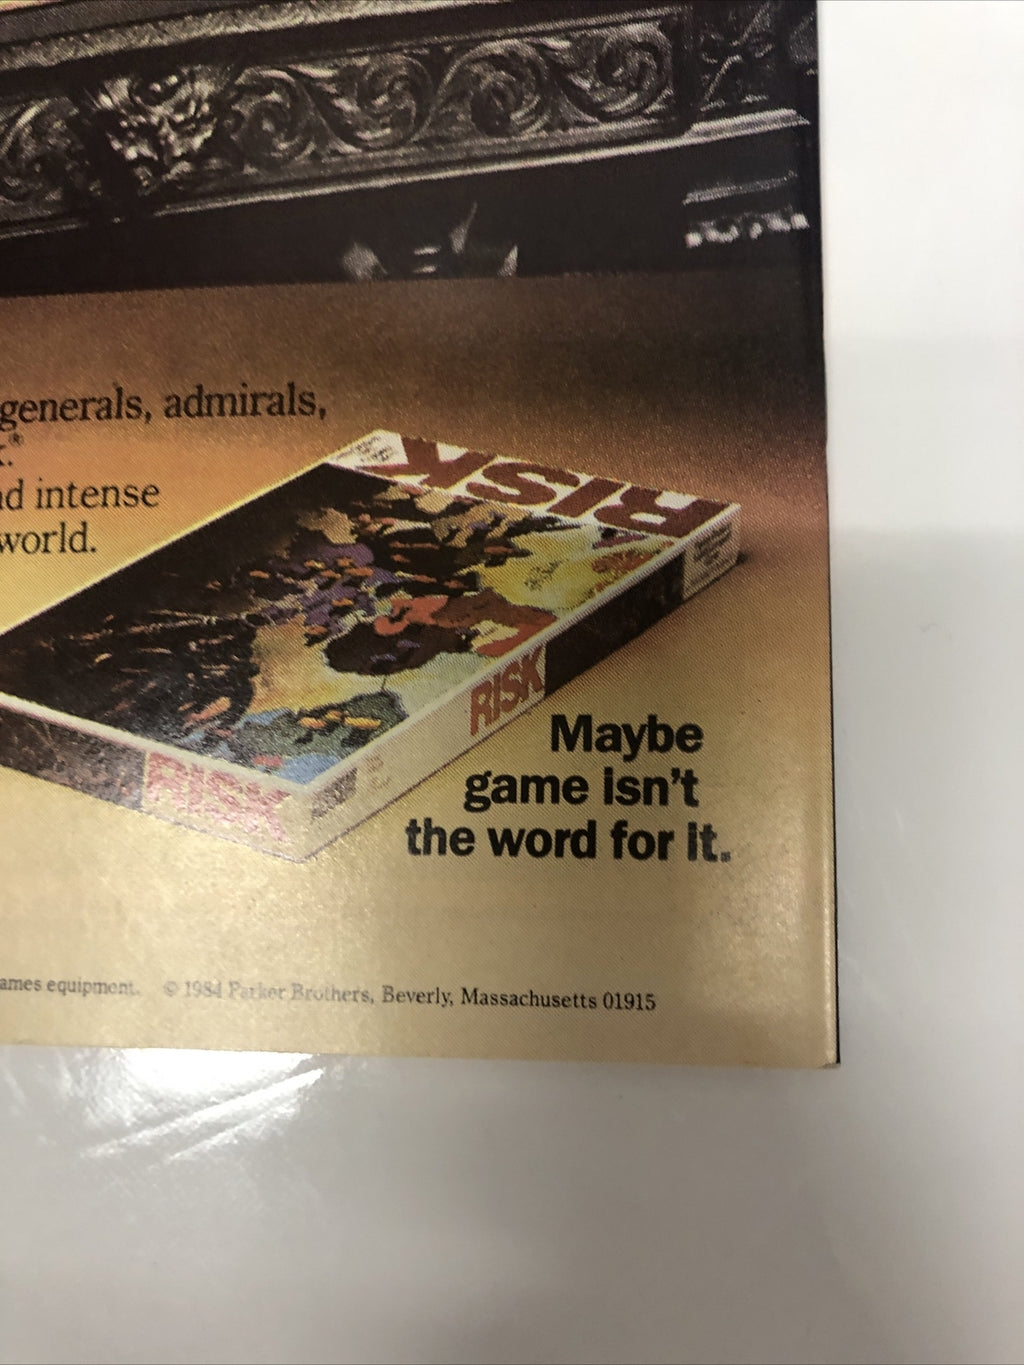 generals, admirals,
.®
nd intense
world.
RISK
RISK
RISK
Maybe
game isn't
the word for it.
ames equipment. © 1984 Parker Brothers, Beverly, Massachusetts 01915